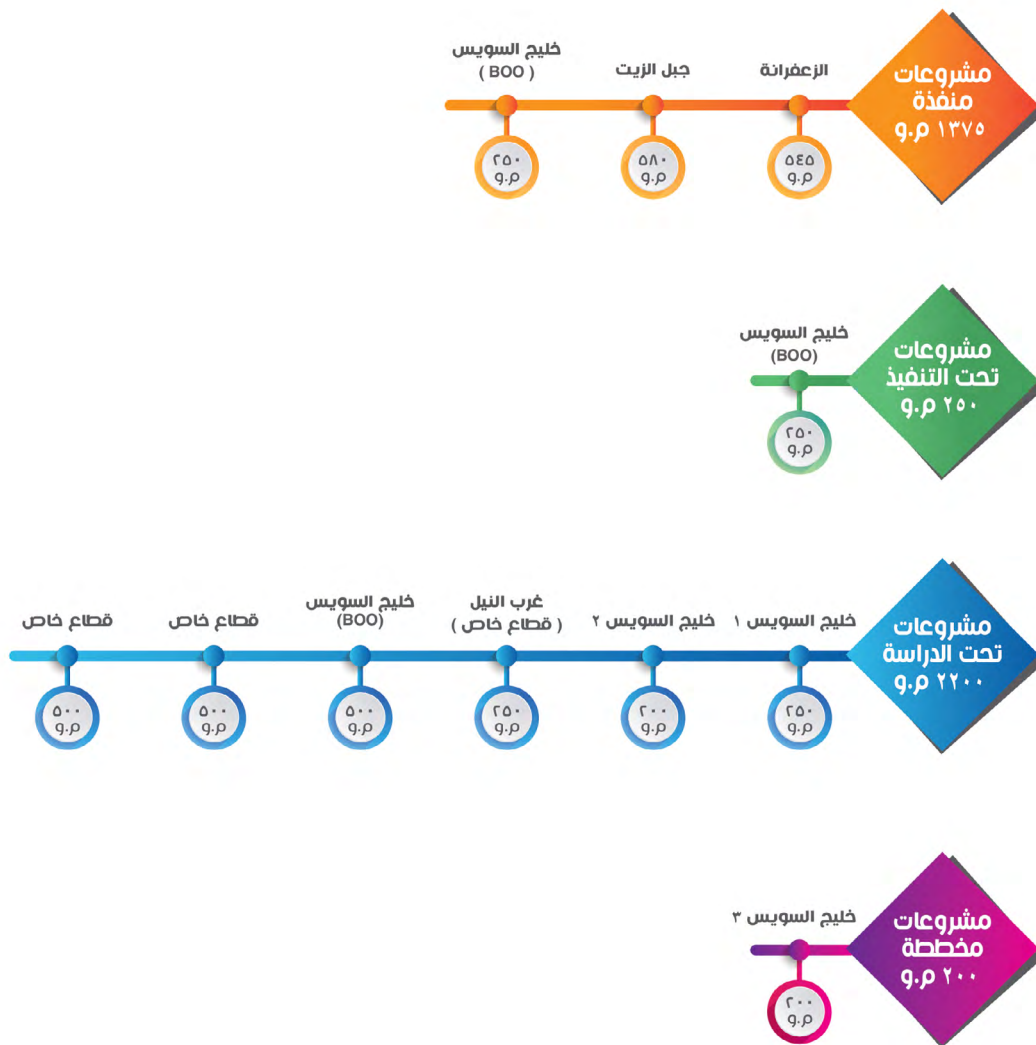 مشروعات
منفذة
١٣٧٥ م.و
الزعفرانة
٥٤٥
م.و
جبل الزيت
٥٨٠
م.و
خليج السويس
( BOO )
٢٥٠
م.و
مشروعات
تحت التنفيذ
٢٥٠ م.و
خليج السويس
(BOO)
٢٥٠
م.و
مشروعات
تحت الدراسة
٢٢٠٠ م.و
خليج السويس ١
٢٥٠
م.و
خليج السويس ٢
٢٠٠
م.و
غرب النيل
( قطاع خاص )
٢٥٠
م.و
خليج السويس
(BOO)
٥٠٠
م.و
قطاع خاص
٥٠٠
م.و
قطاع خاص
٥٠٠
م.و
مشروعات
مخططة
٢٠٠ م.و
خليج السويس ٣
٢٠٠
م.و